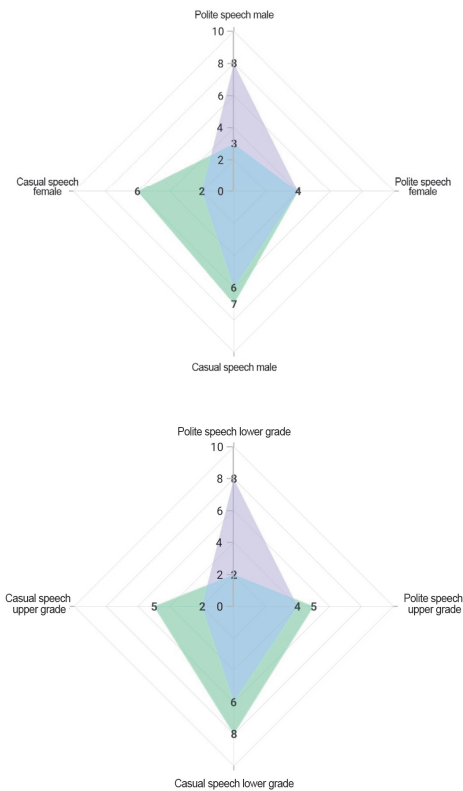 Polite speech male
10
8 8
6
4
3
2
Casual speech
female
6 2 0 4
Polite speech
female
6
7
Casual speech male
Polite speech lower grade
10
8 8
6
4
2 2
Casual speech
upper grade
5 2 0 4 5
Polite speech
upper grade
6
8
Casual speech lower grade